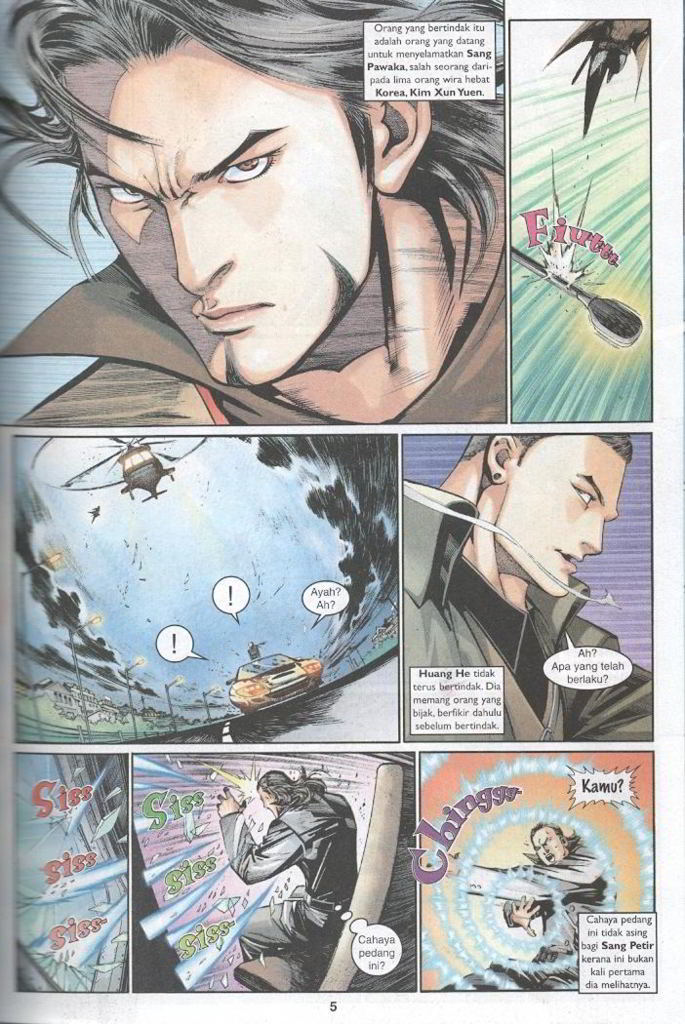 Orang yang bertindak itu
adalah orang yang datang
untuk menyelamatkan Sang
Pawaka, salah seorang dari-
pada lima orang wira hebat
Korea, Kim Xun Yuen.
Fiuttt.
!
!
Ayah?
Ah?
Huang He tidak
terus bertindak. Dia
memang orang yang
bijak, berfikir dahulu
sebelum bertindak.
Ah?
Apa yang telah
berlaku?
Siss
Siss
Siss-
Siss
Siss
Siss-
Cahaya
pedang
ini?
Chinggg-
Kamu?
Cahaya pedang
ini tidak asing
bagi Sang Petir
kerana ini bukan
kali pertama
dia melihatnya.
5